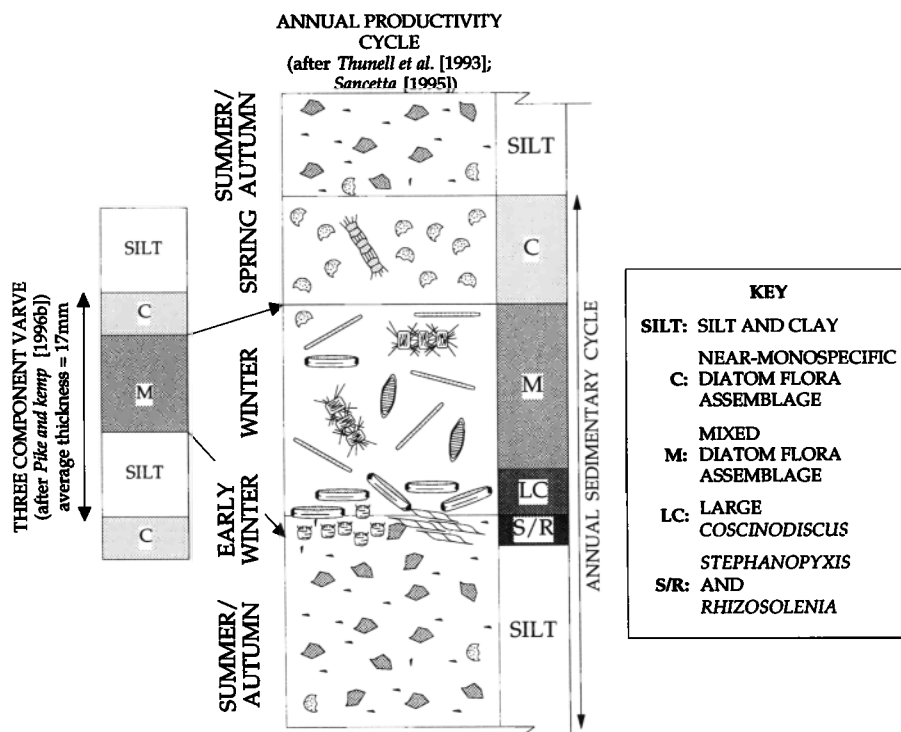 ANNUAL PRODUCTIVITY
CYCLE
(after Thunell et al. [1993];
Sancetta [1995])
SUMMER/
AUTUMN
SPRING
WINTER
EARLY
WINTER
SUMMER/
AUTUMN
SILT
C
M
LC
S/R
SILT
ANNUAL SEDIMENTARY CYCLE
THREE COMPONENT VARVE
(after Pike and kemp [1996b]
average thickness = 17mm
SILT
C
M
SILT
C
KEY
SILT: SILT AND CLAY
NEAR-MONOSPECIFIC
C: DIATOM FLORA
ASSEMBLAGE
MIXED
M: DIATOM FLORA
ASSEMBLAGE
LC: LARGE
COSCINODISCUS
STEPHANOPYXIS
S/R: AND
RHIZOSOLENIA